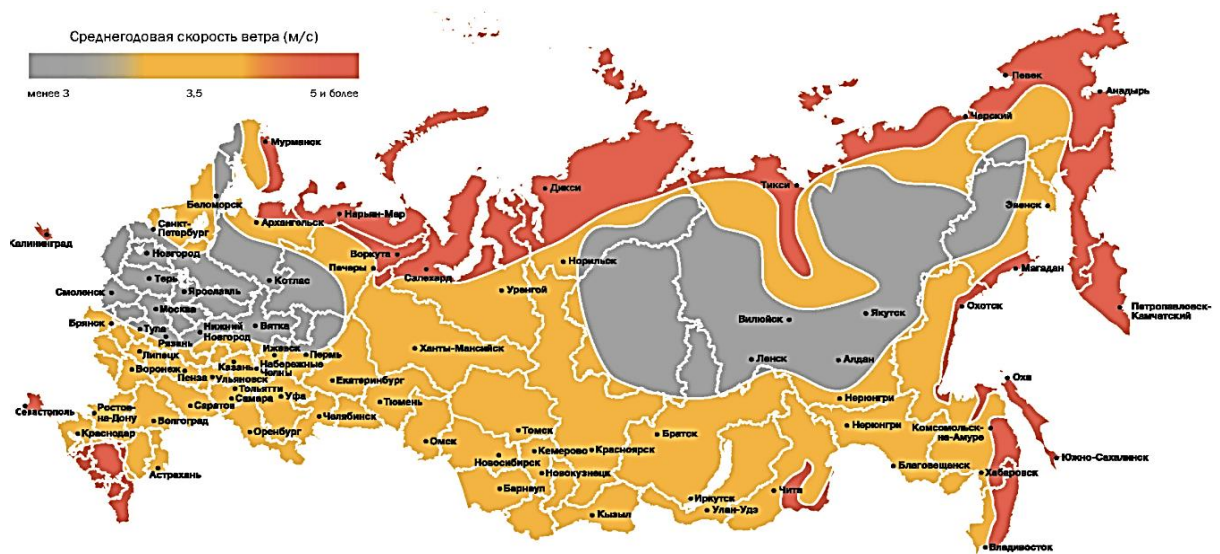 Среднегодовая скорость ветра (м/с)
менее 3
3,5
5 и более
Певек
Анадырь
Черский
Мурманск
Тикси
Диксон
Беломорск
Нарьян-Мар
Эвенск
Архангельск
Санкт-
Петербург
Калининград
Воркута
Новгород
Печеры
Норильск
Салехард
Магадан
Котлас
Терь
Уренгой
Смоленск
Ярославль
Охотск
Петропавловск-
Камчатский
Москва
Якутск
Вилюйск
Брянск
Тула
Нижний
Новгород
Вятка
Рязань
Ханты-Мансийск
Липецк
Ижевск
Пермь
Казань
Набережные
Челны
Ленск
Алдан
Воронеж
Пенза
Ульяновск
Екатеринбург
Оха
Тольятти
Севастополь
Ростов-
на-Дону
Самара
Уфа
Тюмень
Нерюнгри
Саратов
Волгоград
Челябинск
Краснодар
Оренбург
Томск
Братск
Нерюнгри
Комсомольск-
на-Амуре
Омск
Кемерово
Красноярск
Новосибирск
Южно-Сахалинск
Астрахань
Новокузнецк
Благовещенск
Хабаровск
Барнаул
Иркутск
Чита
Кызыл
Улан-Удэ
Владивосток